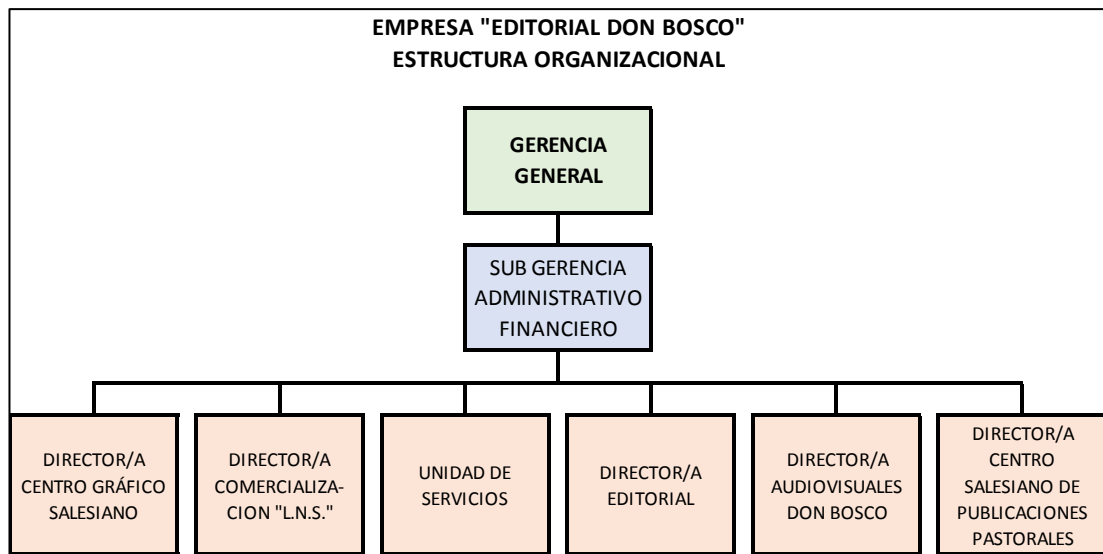 EMPRESA "EDITORIAL DON BOSCO"
ESTRUCTURA ORGANIZACIONAL
GERENCIA
GENERAL
SUB GERENCIA
ADMINISTRATIVO
FINANCIERO
DIRECTOR/A
CENTRO GRÁFICO
SALESIANO
DIRECTOR/A
COMERCIALIZA-
CION "L.N.S."
UNIDAD DE
SERVICIOS
DIRECTOR/A
EDITORIAL
DIRECTOR/A
AUDIOVISUALES
DON BOSCO
DIRECTOR/A
CENTRO
SALESIANO DE
PUBLICACIONES
PASTORALES